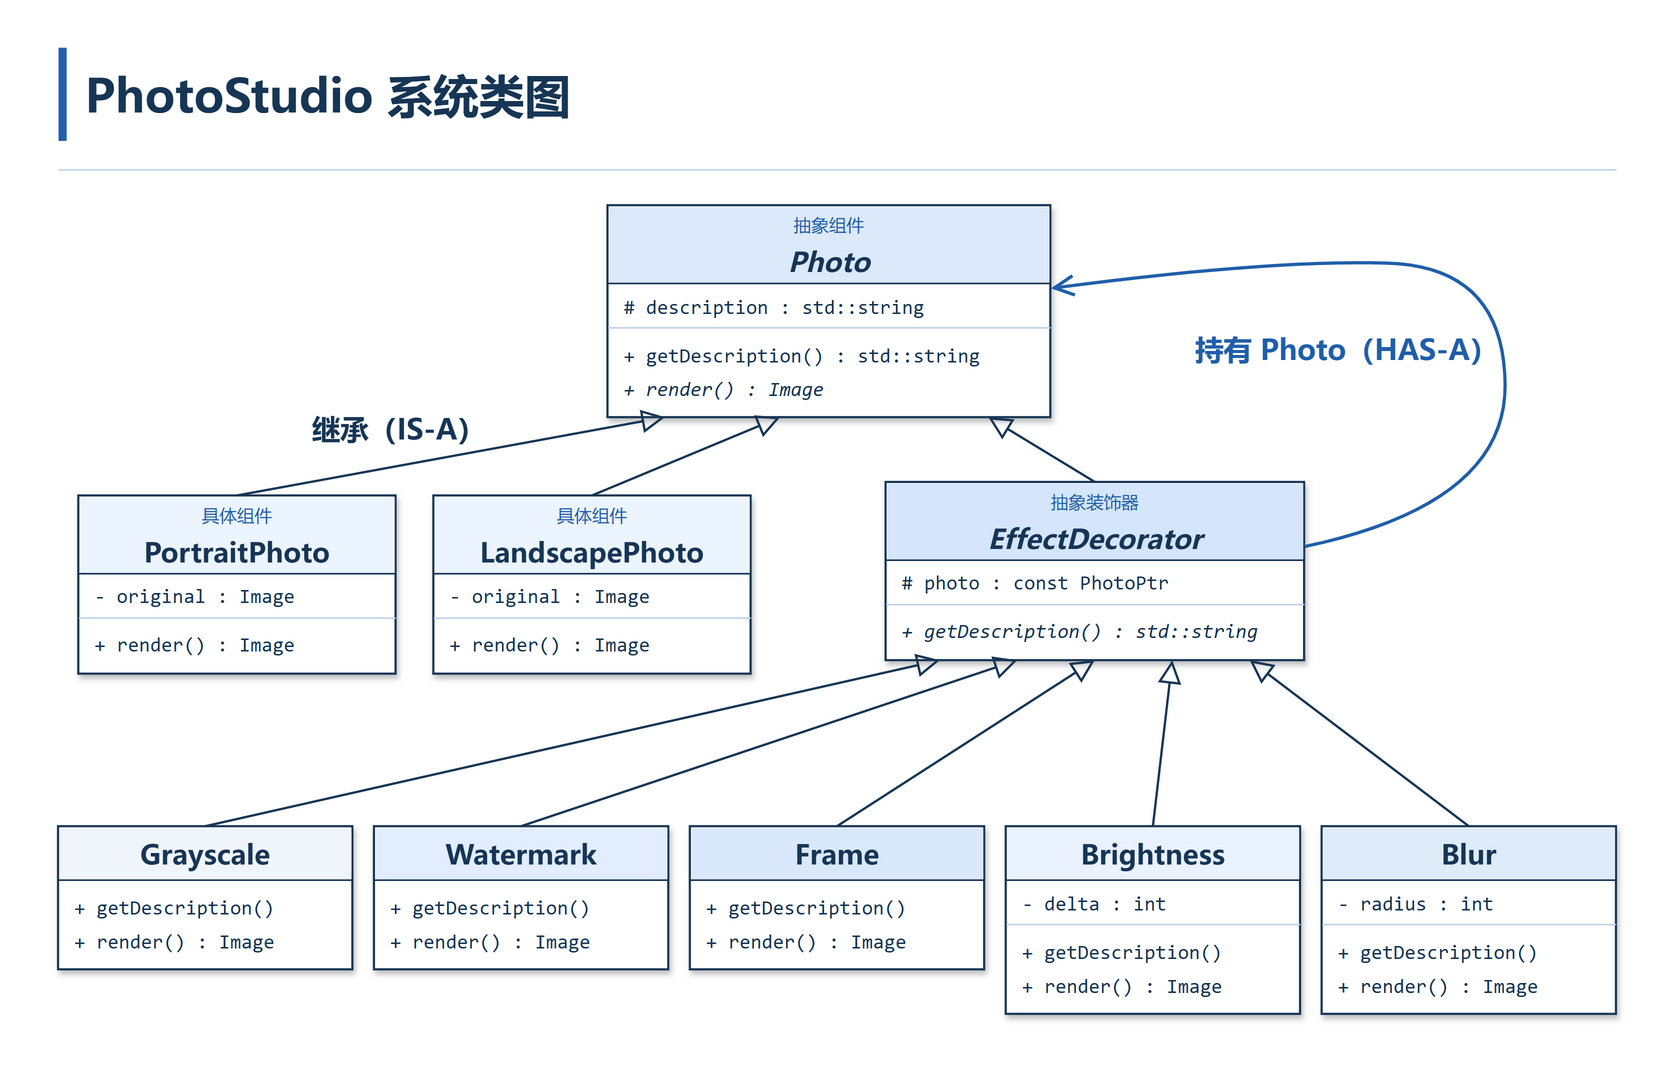 PhotoStudio 系统类图
抽象组件
Photo
# description : std::string
+ getDescription() : std::string
+ render() : Image
持有 Photo（HAS-A）
继承（IS-A）
具体组件
PortraitPhoto
- original : Image
+ render() : Image
具体组件
LandscapePhoto
- original : Image
+ render() : Image
抽象装饰器
EffectDecorator
# photo : const PhotoPtr
+ getDescription() : std::string
Grayscale
+ getDescription()
+ render() : Image
Watermark
+ getDescription()
+ render() : Image
Frame
+ getDescription()
+ render() : Image
Brightness
- delta : int
+ getDescription()
+ render() : Image
Blur
- radius : int
+ getDescription()
+ render() : Image